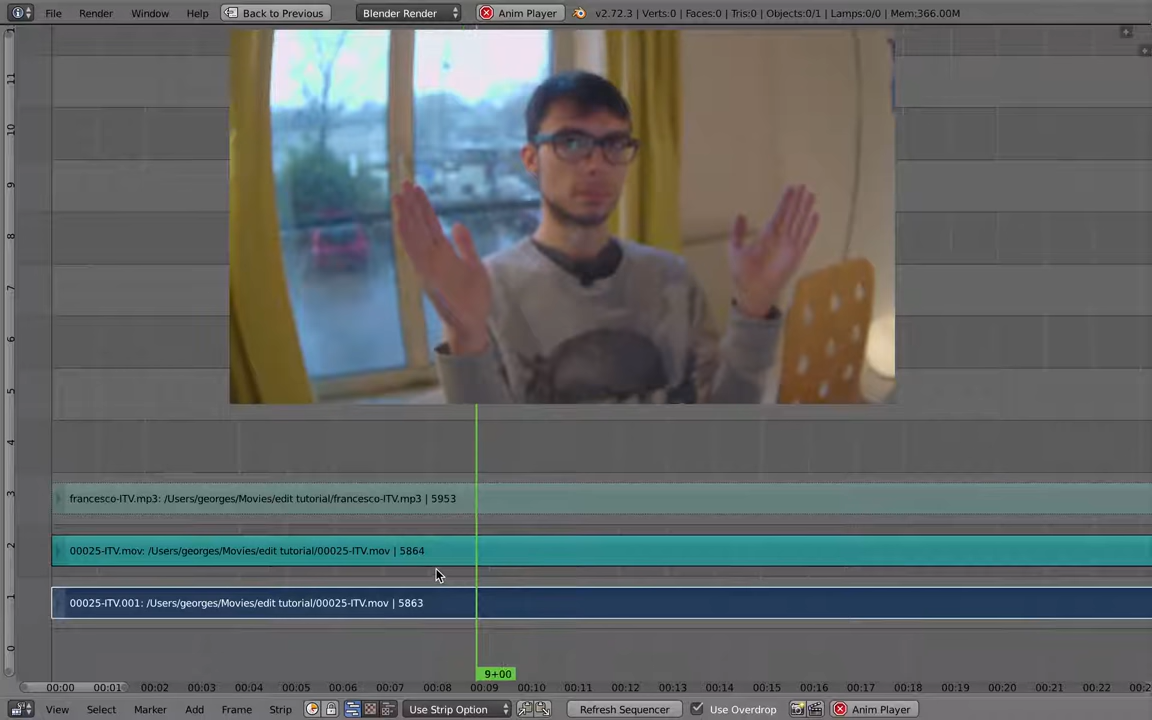 File Render Window Help Back to Previous Blender Render Anim Player v2.72.3 | Verts:0 | Faces:0 | Tris:0 | Objects:0/1 | Lamps:0/0 | Mem:366.00M
11
10
9
8
7
6
5
4
3 francesco-ITV.mp3: /Users/georges/Movies/edit tutorial/francesco-ITV.mp3 | 5953
2 00025-ITV.mov: /Users/georges/Movies/edit tutorial/00025-ITV.mov | 5864
1 00025-ITV.001: /Users/georges/Movies/edit tutorial/00025-ITV.mov | 5863
0
9+00
00:00 00:01 00:02 00:03 00:04 00:05 00:06 00:07 00:08 00:09 00:10 00:11 00:12 00:13 00:14 00:15 00:16 00:17 00:18 00:19 00:20 00:21 00:22
View Select Marker Add Frame Strip Use Strip Option Refresh Sequencer Use Overdrop Anim Player